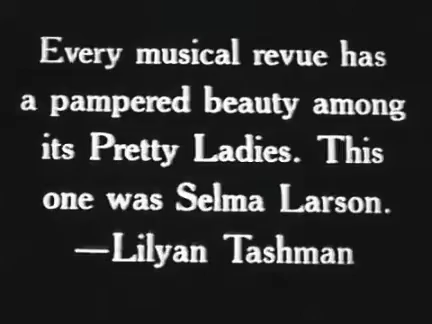 Every musical revue has
a pampered beauty among
its Pretty Ladies. This
one was Selma Larson.
—Lilyan Tashman